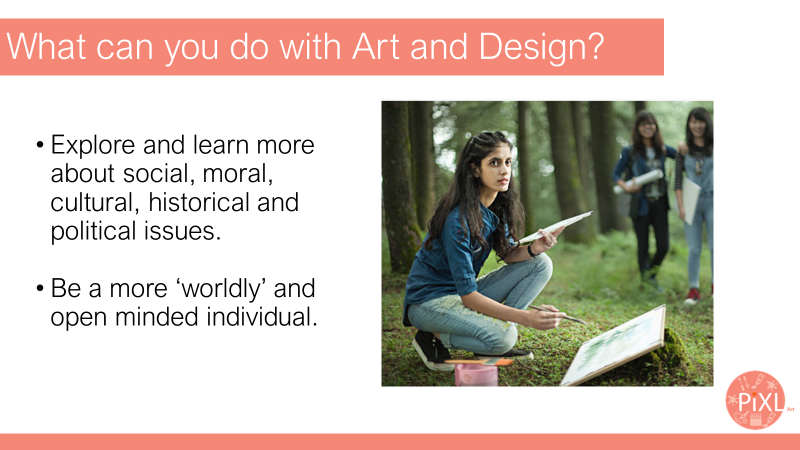 What can you do with Art and Design?
• Explore and learn more
about social, moral,
cultural, historical and
political issues.
• Be a more ‘worldly’ and
open minded individual.
PiXL
Art